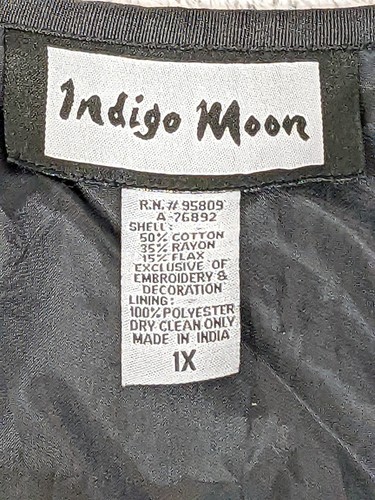 Indigo Moon
R.N.# 95809
A-76892
SHELL:
50% COTTON
35% RAYON
15% FLAX
EXCLUSIVE OF
EMBROIDERY &
DECORATION
LINING:
100% POLYESTER
DRY CLEAN ONLY
MADE IN INDIA
1X